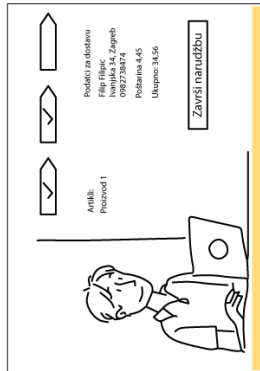 Artikli:
Proizvod 1
Podatci za dostavu
Filip Filipic
Ivanjska 34, Zagreb
0982738474
Poštarina 4,45
Ukupno: 34,56
Završi narudžbu